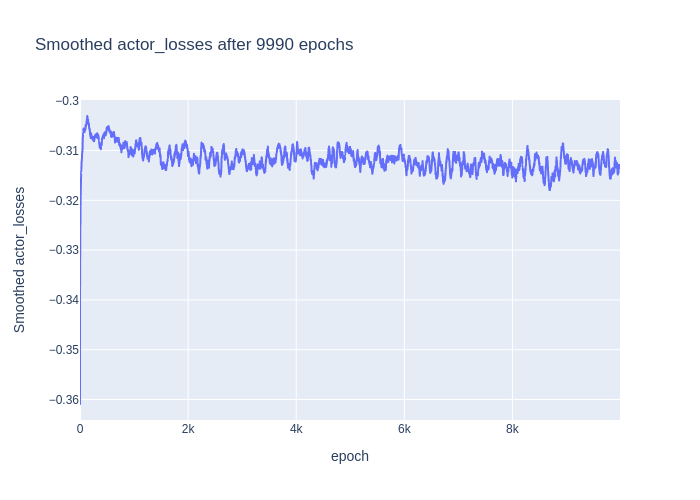 Smoothed actor_losses after 9990 epochs
−0.3
−0.31
−0.32
−0.33
−0.34
−0.35
−0.36
Smoothed actor_losses
0 2k 4k 6k 8k
epoch